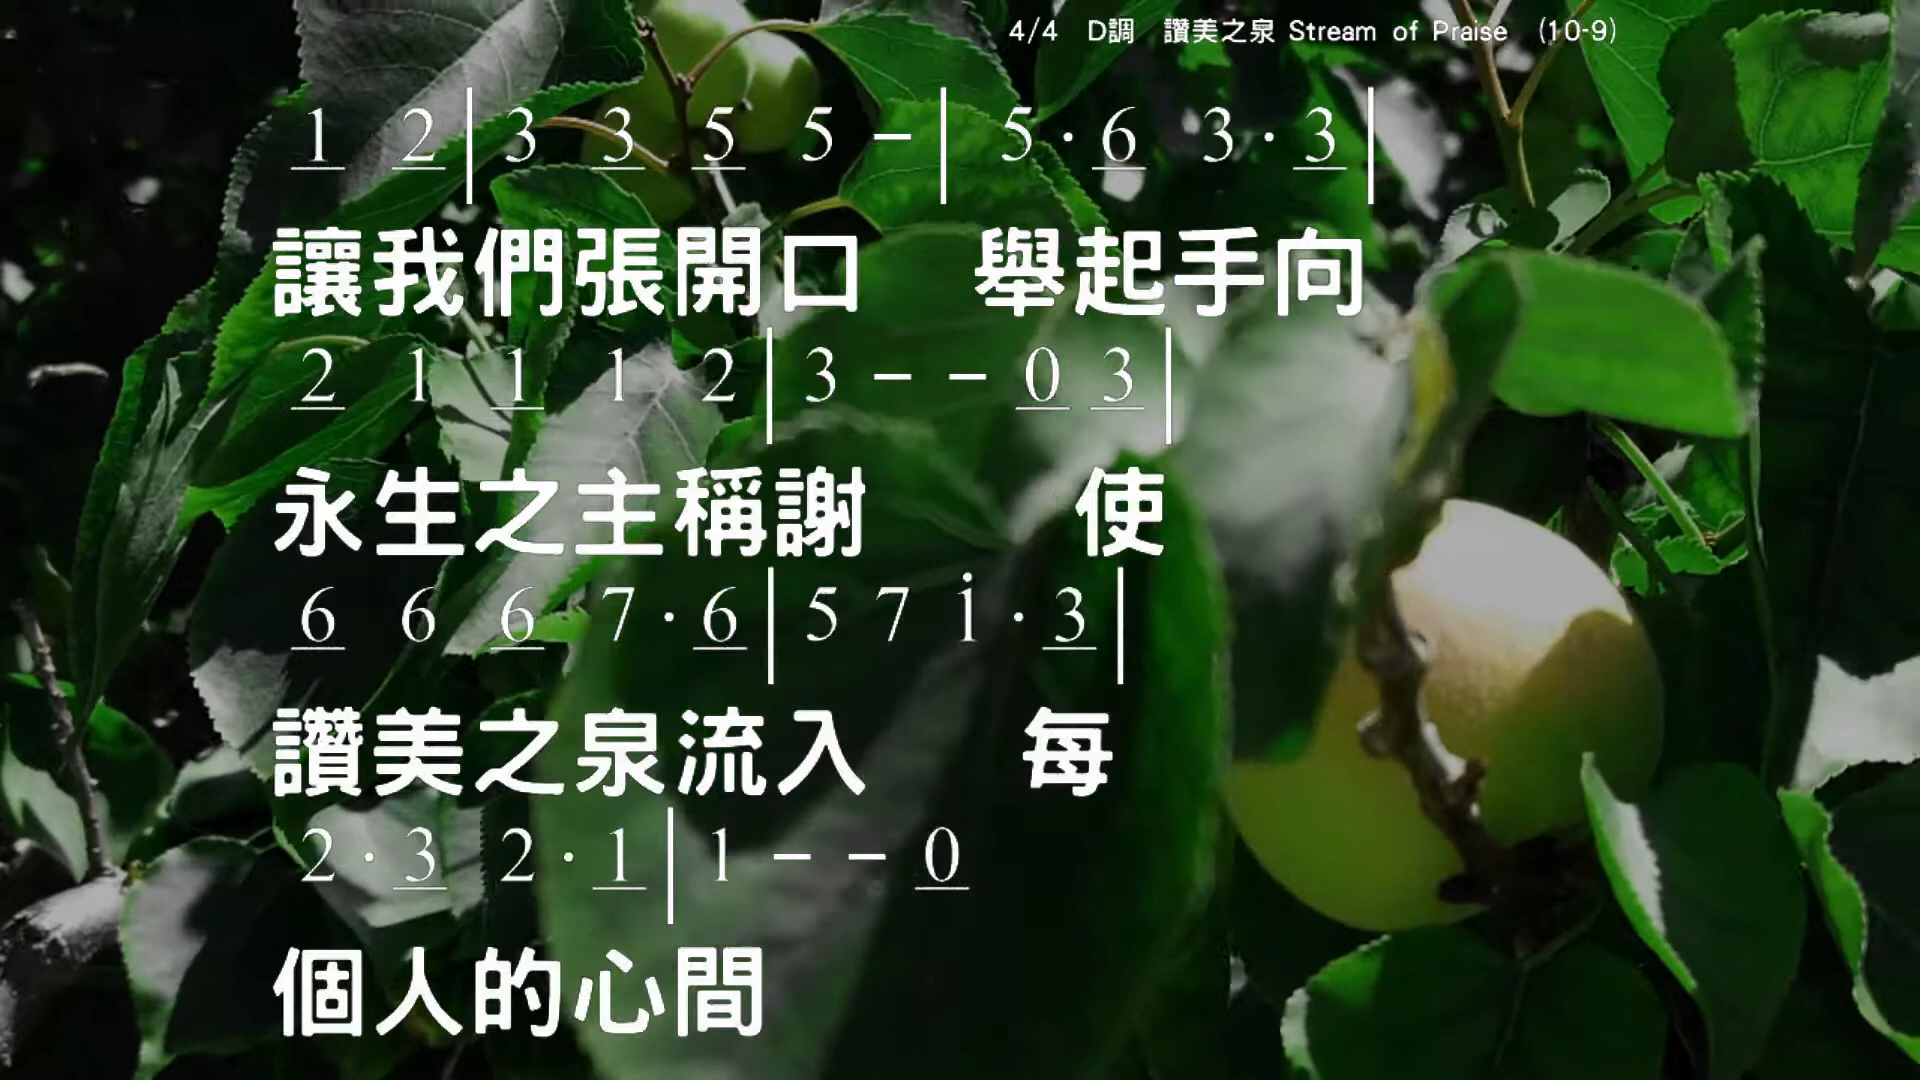 4/4 D調 讚美之泉 Stream of Praise (10-9)
1 2 | 3 3 5 5 − | 5 · 6 3 · 3 |
讓我們張開口 舉起手向
2 1 1 1 2 | 3 − − 0 3 |
永生之主稱謝 使
6 6 6 7 · 6 | 5 7 i · 3 |
讚美之泉流入 每
2 · 3 2 · 1 | 1 − − 0
個人的心間